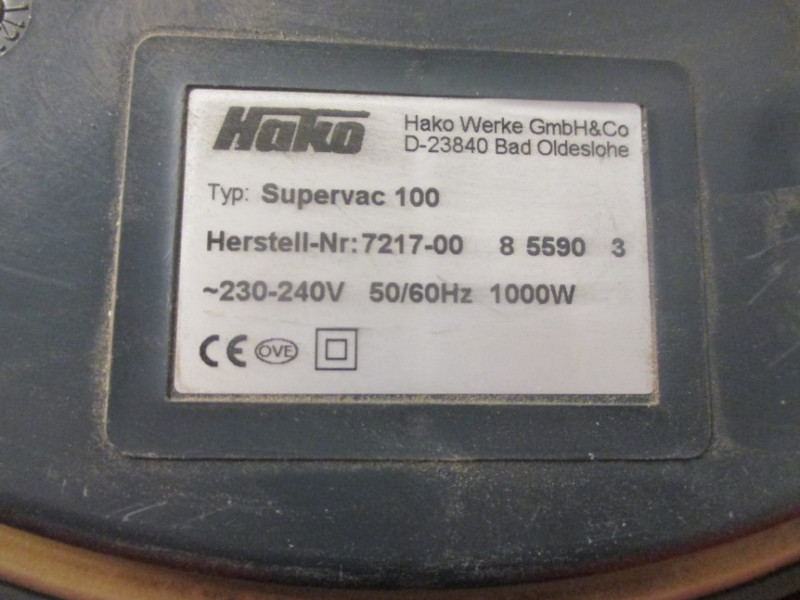 Hako
Hako Werke GmbH&Co
D-23840 Bad Oldeslohe
Typ: Supervac 100
Herstell-Nr: 7217-00 8 5590 3
~230-240V 50/60Hz 1000W
CE OVE